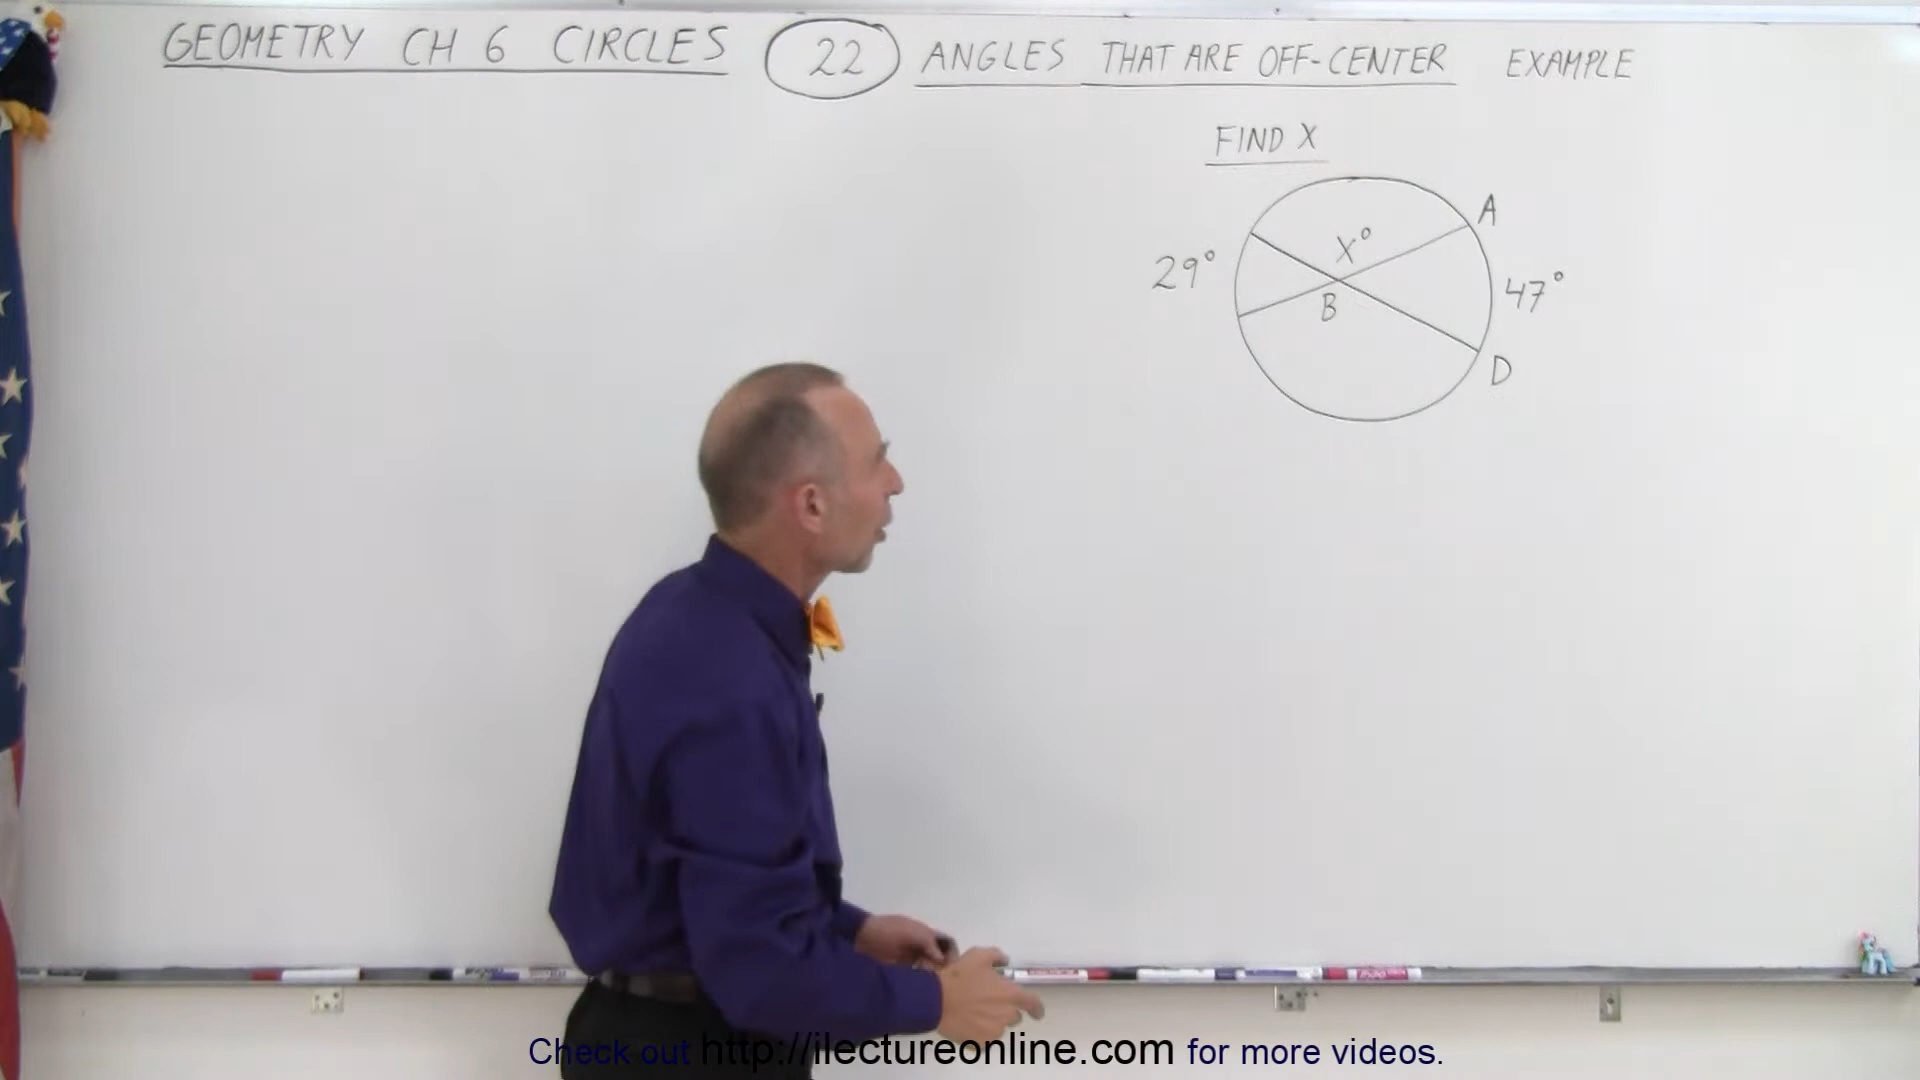 GEOMETRY CH 6 CIRCLES 22 ANGLES THAT ARE OFF-CENTER EXAMPLE
FIND X
A
X°
29°
47°
B
D
Check out http://ilectureonline.com for more videos.